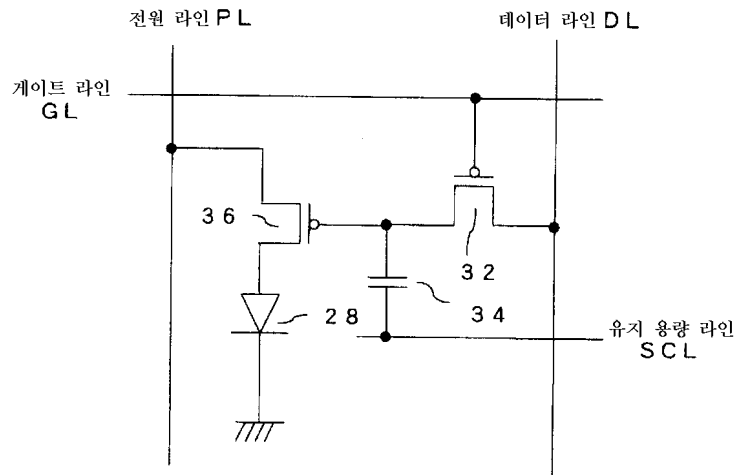 전원 라인 PL
데이터 라인 DL
게이트 라인
GL
36
32
28
34
유지 용량 라인
SCL